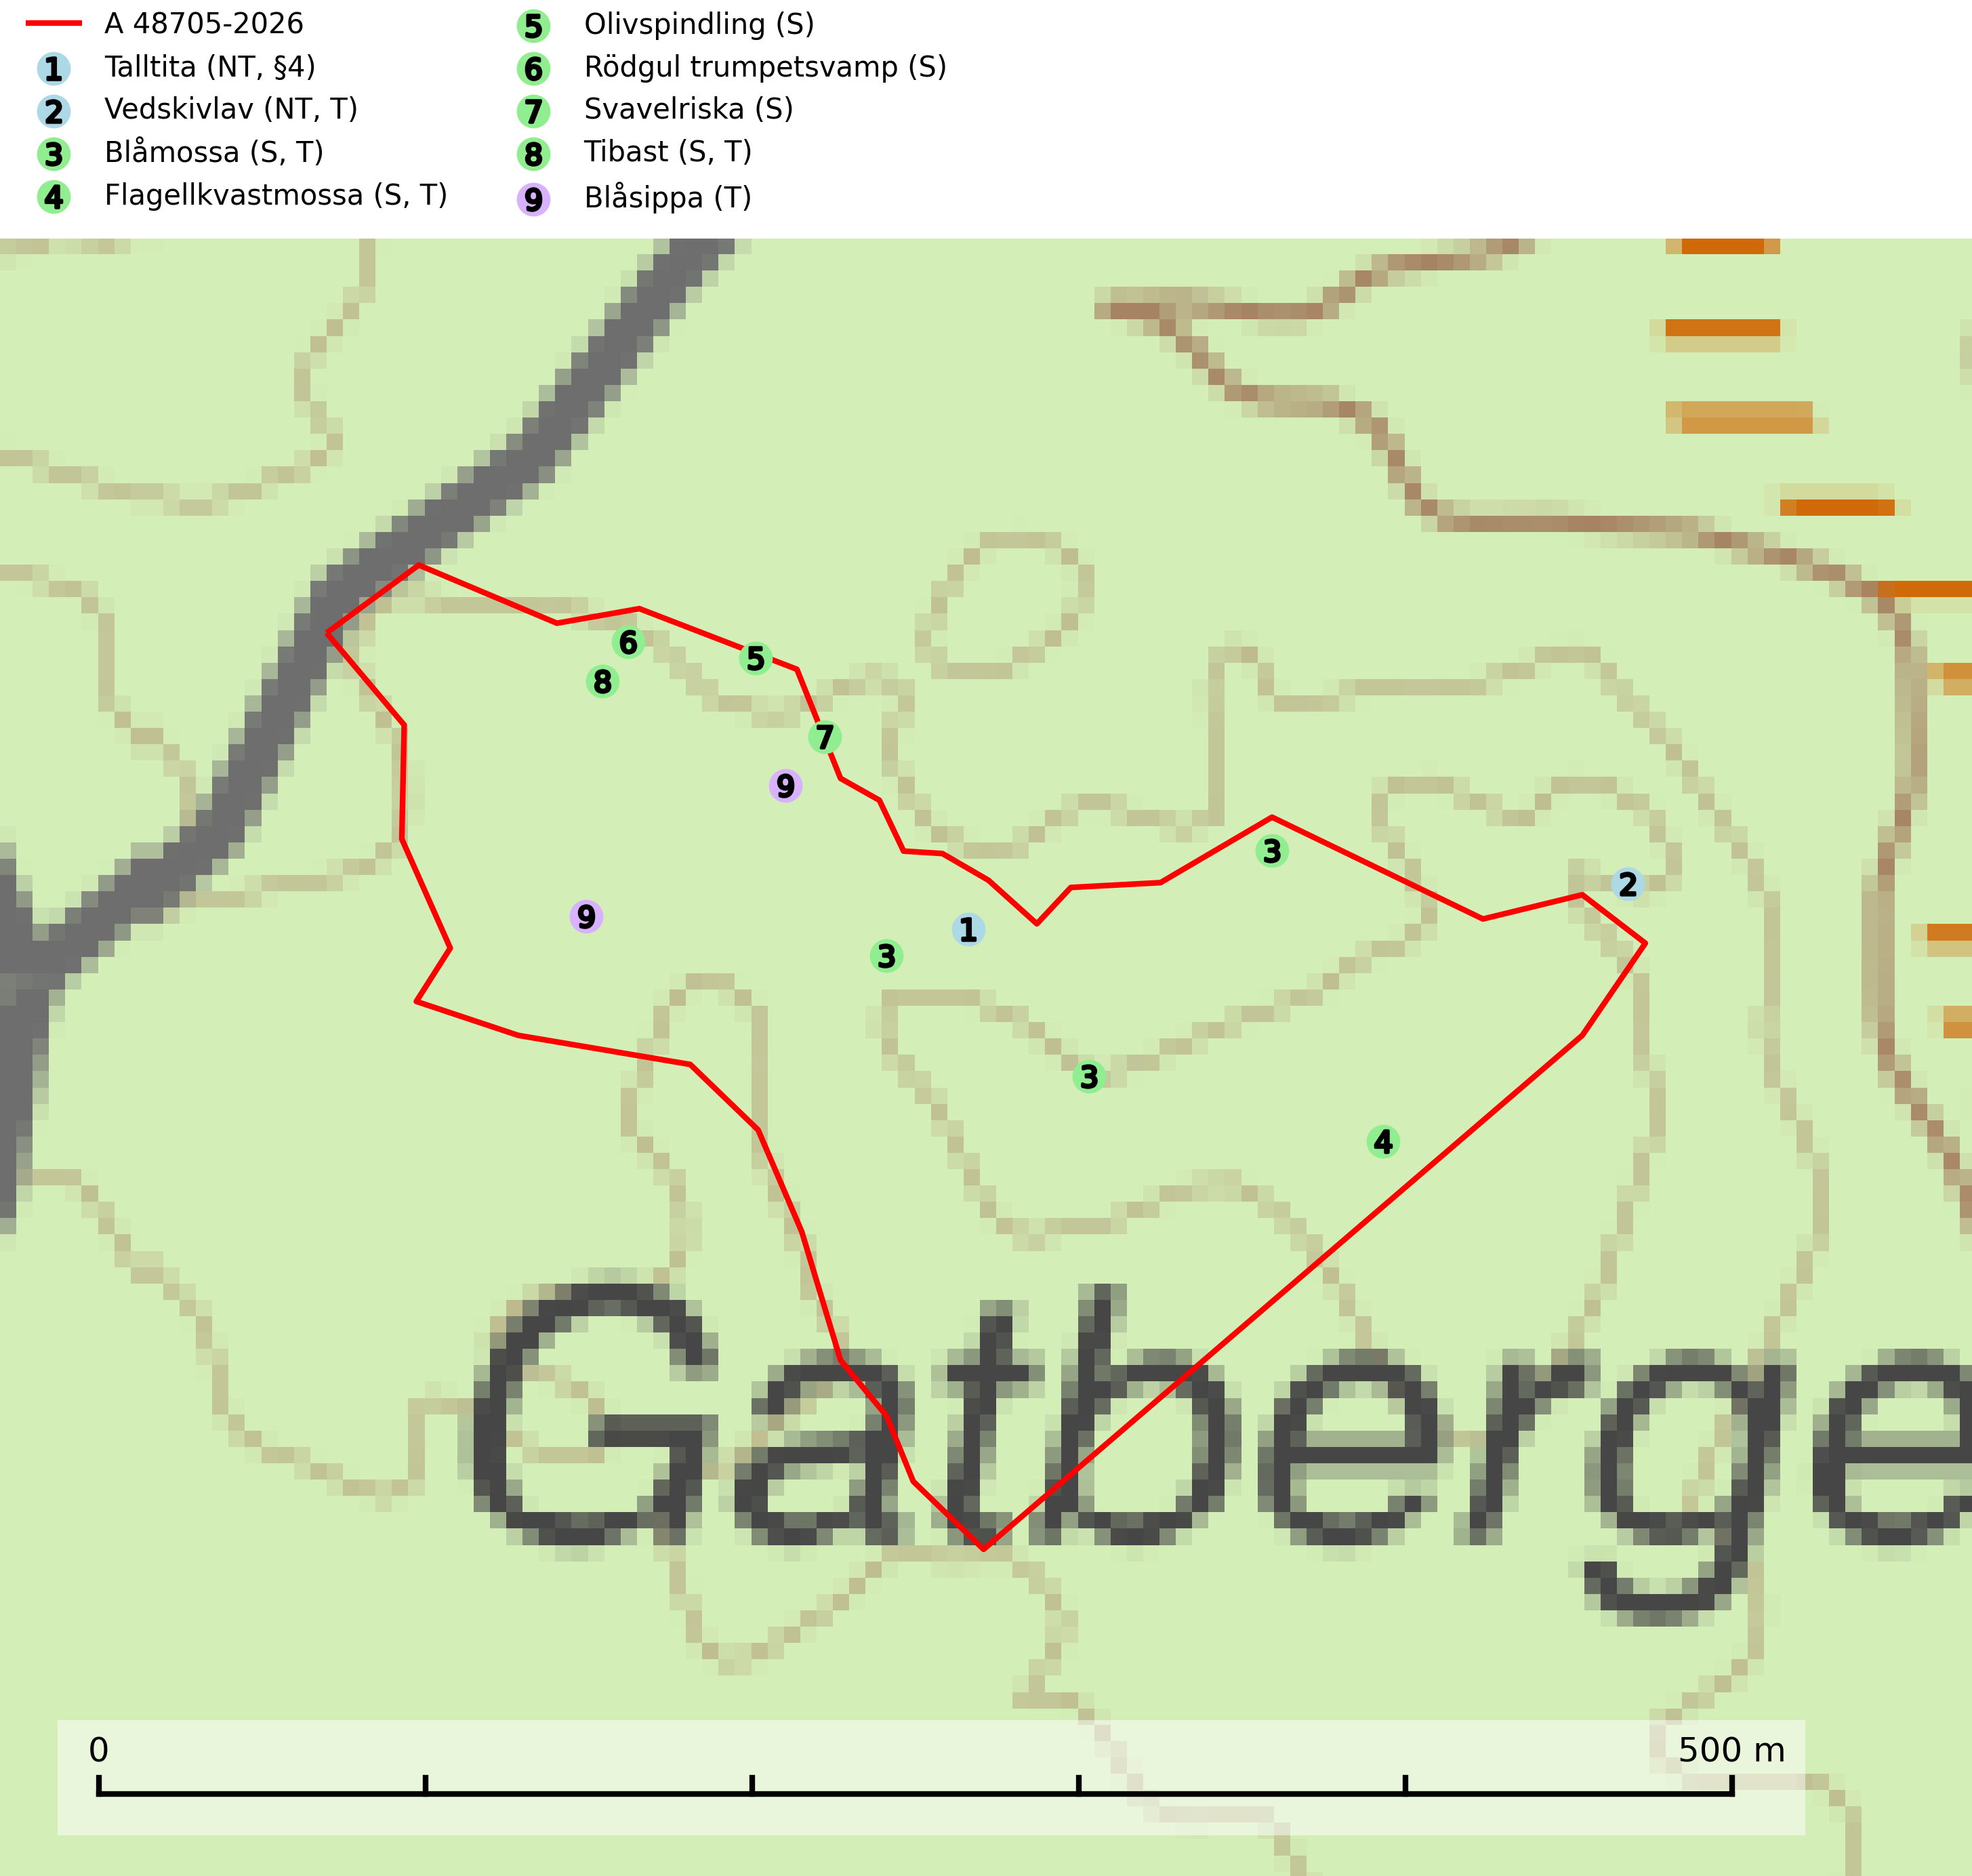 A 48705-2026
1 Talltita (NT, §4)
2 Vedskivlav (NT, T)
3 Blåmossa (S, T)
4 Flagellkvastmossa (S, T)
5 Olivspindling (S)
6 Rödgul trumpetsvamp (S)
7 Svavelriska (S)
8 Tibast (S, T)
9 Blåsippa (T)
6
5
8
7
9
3
2
9
1
3
3
4
Gatberge
0 500 m